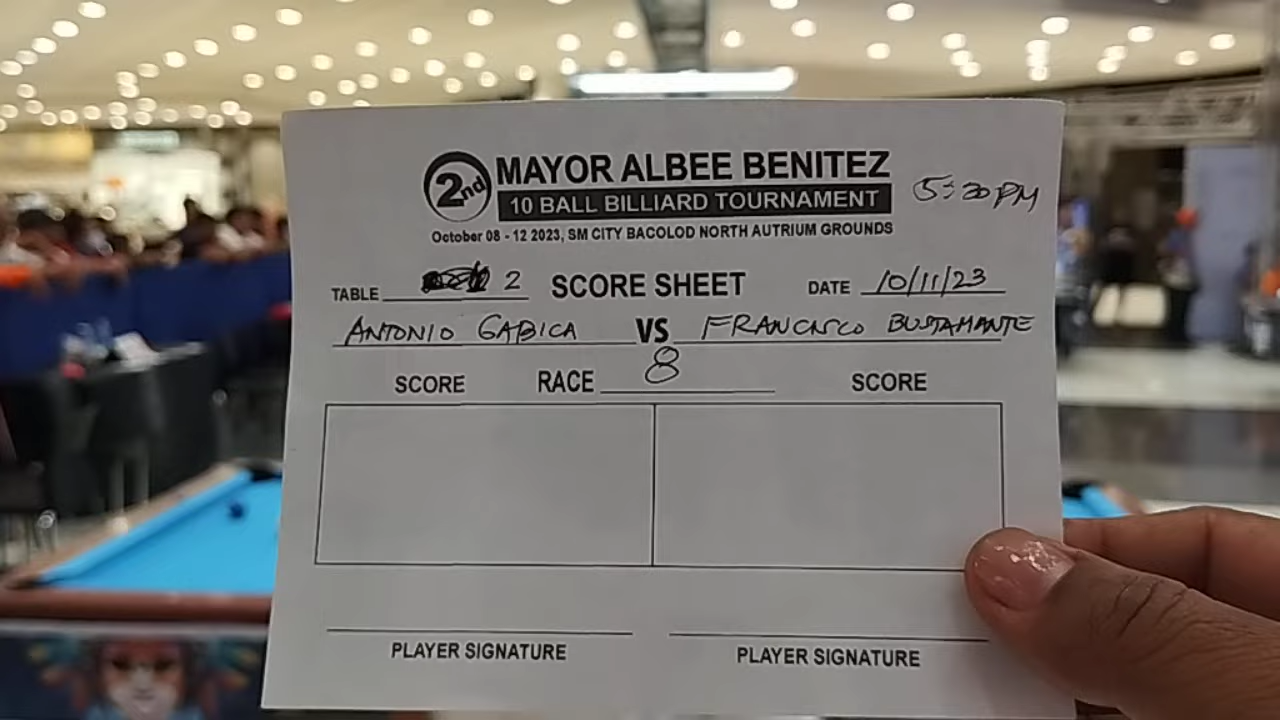 2nd MAYOR ALBEE BENITEZ
10 BALL BILLIARD TOURNAMENT
5:30 PM
October 08 - 12 2023, SM CITY BACOLOD NORTH AUTRIUM GROUNDS
TABLE 2 SCORE SHEET DATE 10/11/23
ANTONIO GABICA VS FRANCISCO BUSTAMANTE
SCORE RACE 8 SCORE
PLAYER SIGNATURE PLAYER SIGNATURE